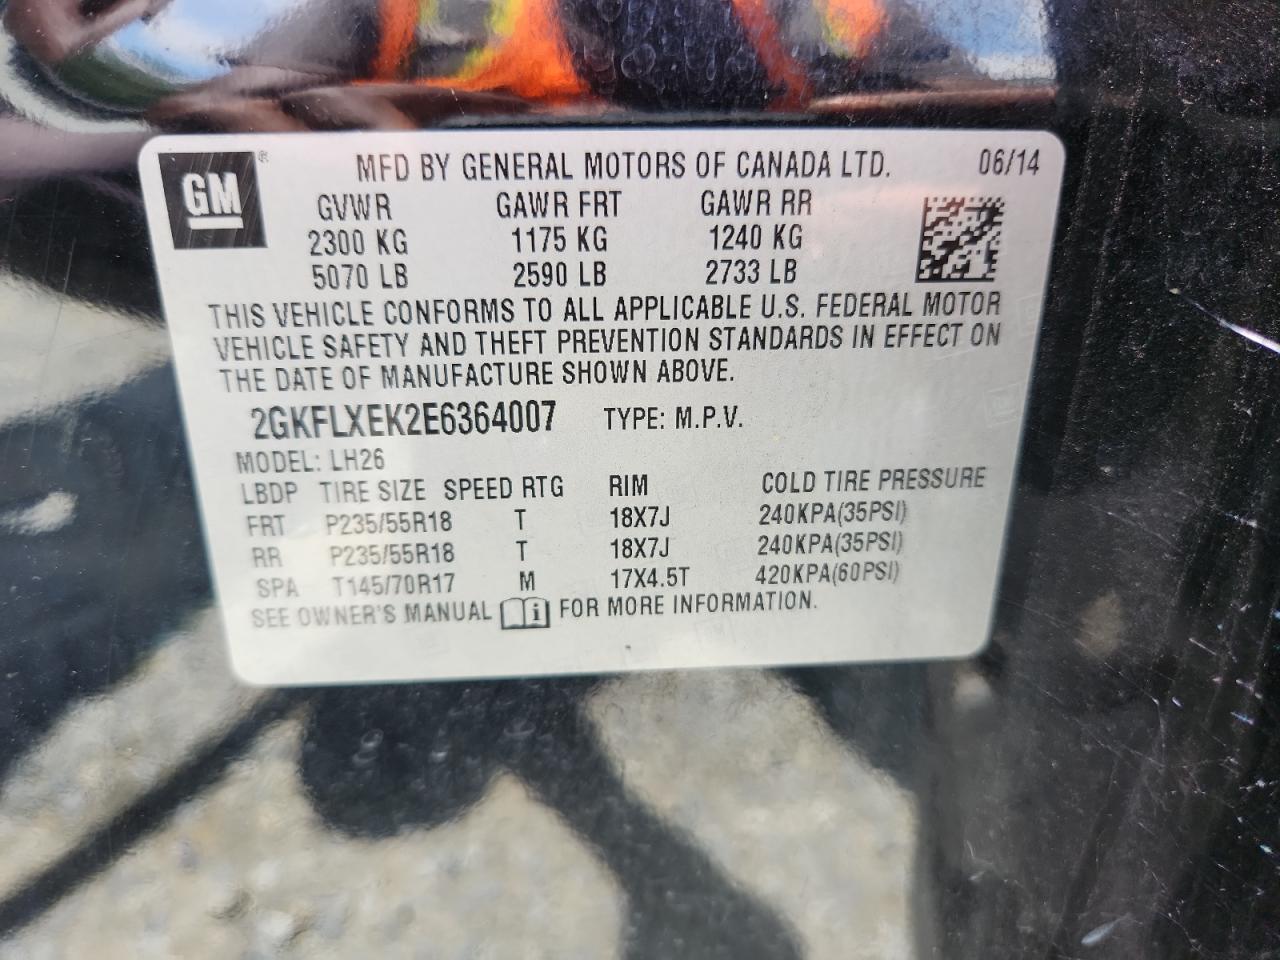 GM ®
MFD BY GENERAL MOTORS OF CANADA LTD. 06/14
GVWR GAWR FRT GAWR RR
2300 KG 1175 KG 1240 KG
5070 LB 2590 LB 2733 LB
THIS VEHICLE CONFORMS TO ALL APPLICABLE U.S. FEDERAL MOTOR
VEHICLE SAFETY AND THEFT PREVENTION STANDARDS IN EFFECT ON
THE DATE OF MANUFACTURE SHOWN ABOVE.
2GKFLXEK2E6364007 TYPE: M.P.V.
MODEL: LH26
LBDP TIRE SIZE SPEED RTG RIM COLD TIRE PRESSURE
FRT P235/55R18 T 18X7J 240KPA(35PSI)
RR P235/55R18 T 18X7J 240KPA(35PSI)
SPA T145/70R17 M 17X4.5T 420KPA(60PSI)
SEE OWNER'S MANUAL i FOR MORE INFORMATION.